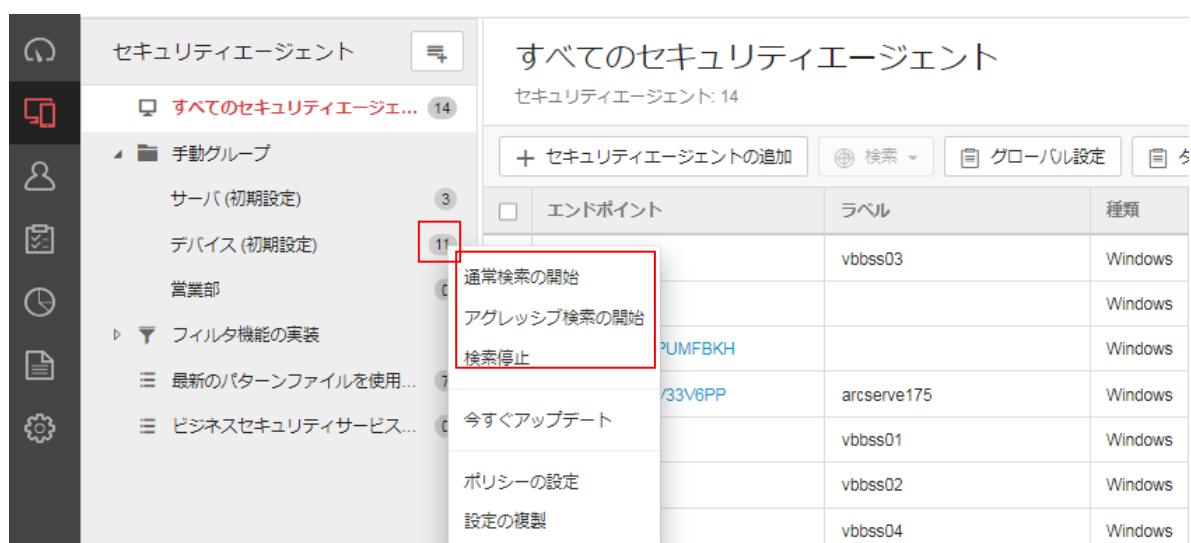 セキュリティエージェント
すべてのセキュリティエージェ... 14
手動グループ
サーバ (初期設定) 3
デバイス (初期設定) 11
営業部
フィルタ機能の実装
最新のパターンファイルを使用... 7
ビジネスセキュリティサービス...
すべてのセキュリティエージェント
セキュリティエージェント: 14
セキュリティエージェントの追加 検索 グローバル設定
エンドポイント ラベル 種類
vbbss03 Windows
Windows
PUMFBKH Windows
/33V6PP arcserve175 Windows
vbbss01 Windows
vbbss02 Windows
vbbss04 Windows
通常検索の開始
アグレッシブ検索の開始
検索停止
今すぐアップデート
ポリシーの設定
設定の複製